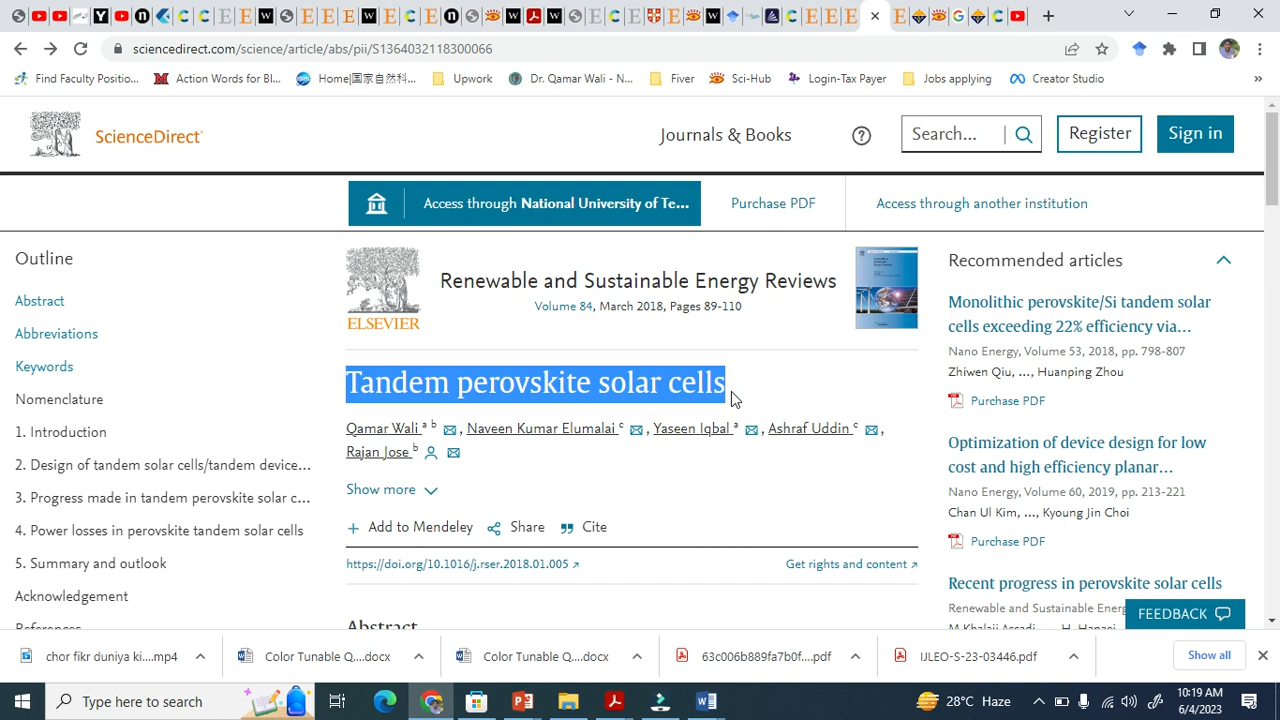 sciencedirect.com/science/article/abs/pii/S1364032118300066
Find Faculty Positio...
Action Words for Bl...
Home|国家自然科...
Upwork
Dr. Qamar Wali - N...
Fiver
Sci-Hub
Login-Tax Payer
Jobs applying
Creator Studio
»
ScienceDirect
Journals & Books
Search...
Register
Sign in
Access through National University of Te...
Purchase PDF
Access through another institution
Outline
Abstract
Abbreviations
Keywords
Nomenclature
1. Introduction
2. Design of tandem solar cells/tandem device...
3. Progress made in tandem perovskite solar c...
4. Power losses in perovskite tandem solar cells
5. Summary and outlook
Acknowledgement
References
ELSEVIER
Renewable and Sustainable Energy Reviews
Volume 84, March 2018, Pages 89-110
Tandem perovskite solar cells
Qamar Wali a b, Naveen Kumar Elumalai c, Yaseen Iqbal a, Ashraf Uddin c,
Rajan Jose b
Show more
Add to Mendeley
Share
Cite
https://doi.org/10.1016/j.rser.2018.01.005
Get rights and content
Abstract
Recommended articles
Monolithic perovskite/Si tandem solar
cells exceeding 22% efficiency via...
Nano Energy, Volume 53, 2018, pp. 798-807
Zhiwen Qiu, ..., Huanping Zhou
Purchase PDF
Optimization of device design for low
cost and high efficiency planar...
Nano Energy, Volume 60, 2019, pp. 213-221
Chan Ul Kim, ..., Kyoung Jin Choi
Purchase PDF
Recent progress in perovskite solar cells
Renewable and Sustainable Ener
FEEDBACK
chor fikr duniya ki....mp4
Color Tunable Q....docx
Color Tunable Q....docx
63c006b889fa7b0f....pdf
IJLEO-S-23-03446.pdf
Show all
Type here to search
28°C Haze
10:19 AM
6/4/2023